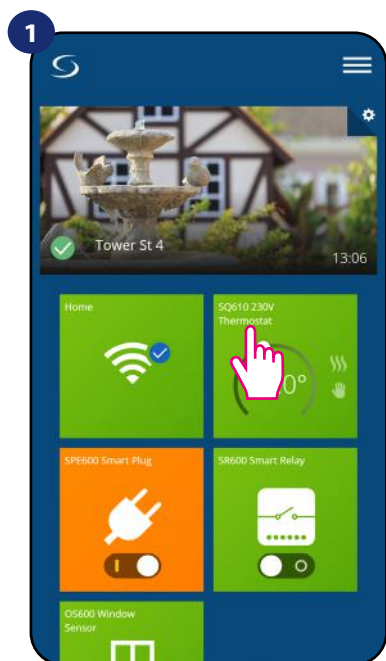 1
Tower St 4
13:06
Home
SQ610 230V
Thermostat
0°
SPE600 Smart Plug
SR600 Smart Relay
OS600 Window
Sensor